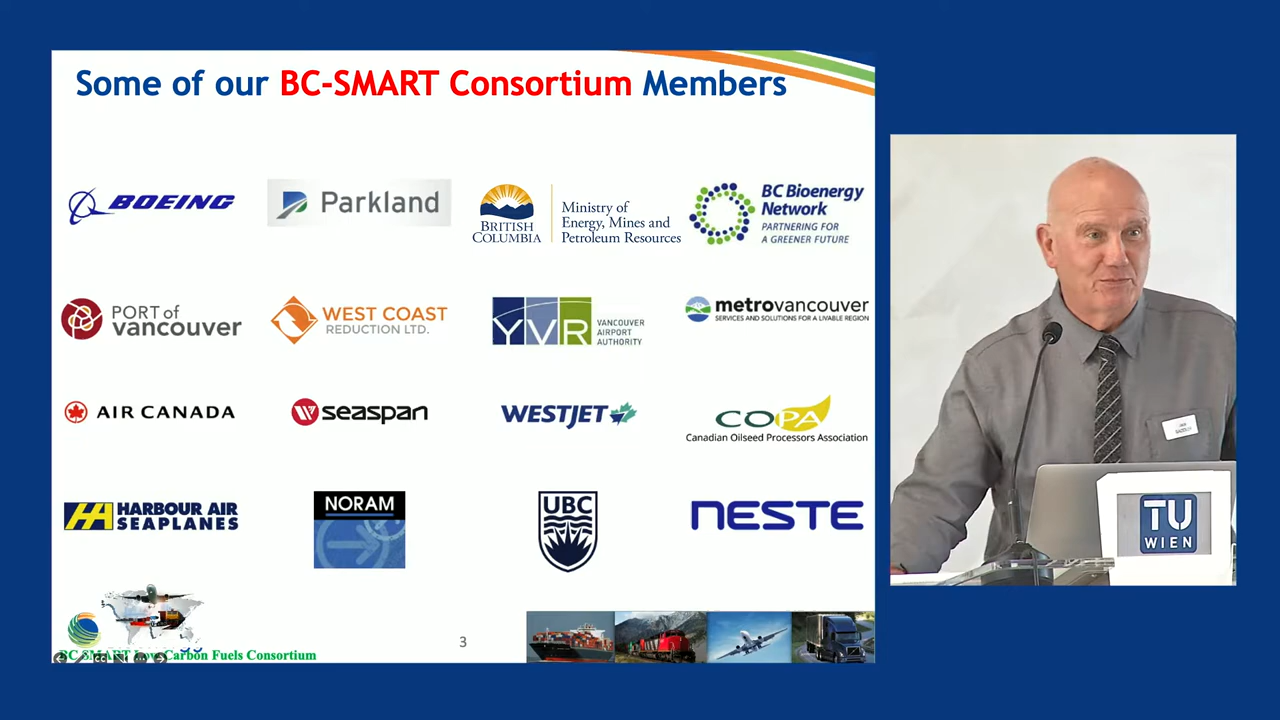 Some of our BC-SMART Consortium Members
BOEING
Parkland
BRITISH
COLUMBIA
Ministry of
Energy, Mines and
Petroleum Resources
BC Bioenergy
Network
PARTNERING FOR
A GREENER FUTURE
PORT of
vancouver
WEST COAST
REDUCTION LTD.
YVR
VANCOUVER
AIRPORT
AUTHORITY
metrovancouver
SERVICES AND SOLUTIONS FOR A LIVABLE REGION
AIR CANADA
seaspan
WESTJET
COPA
Canadian Oilseed Processors Association
HARBOUR AIR
SEAPLANES
NORAM
UBC
NESTE
BC-SMART Low Carbon Fuels Consortium
3
TU
WIEN